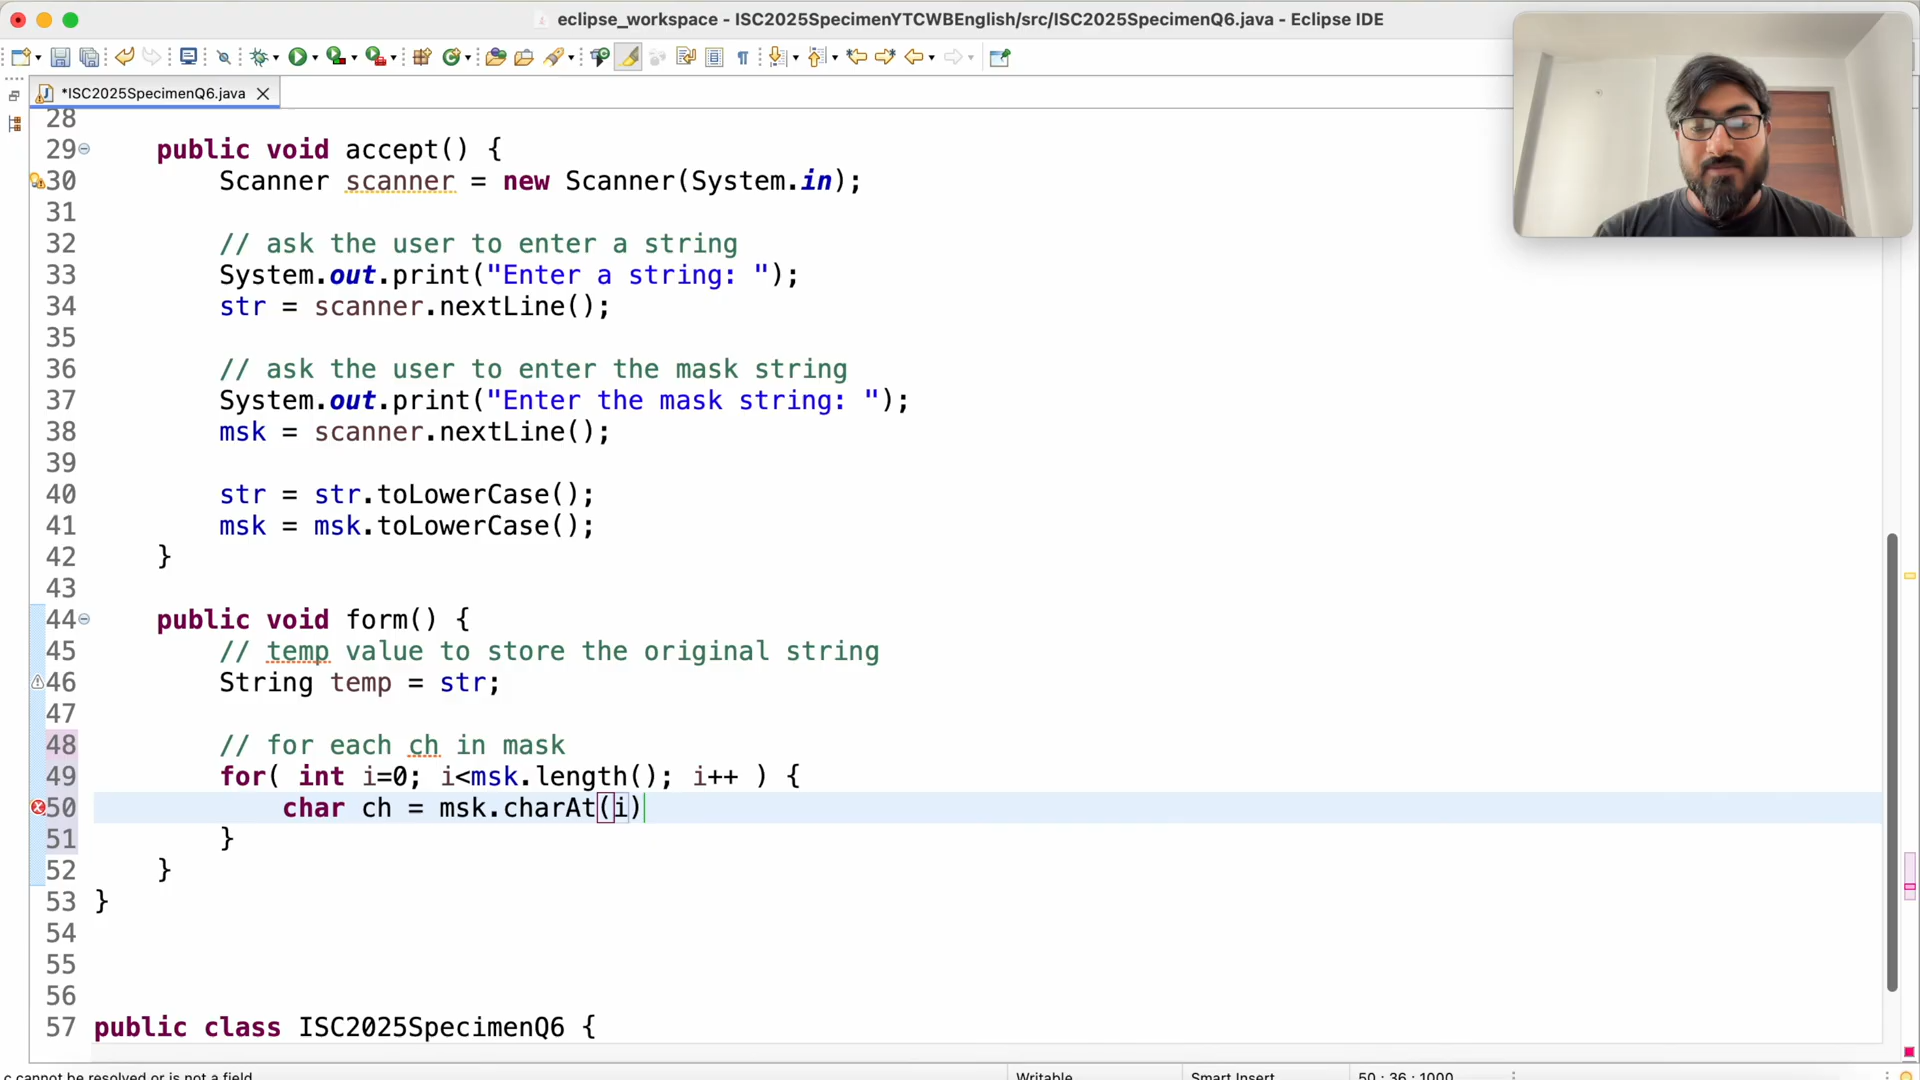 eclipse_workspace - ISC2025SpecimenYTCWBEnglish/src/ISC2025SpecimenQ6.java - Eclipse IDE
*ISC2025SpecimenQ6.java
28
29 public void accept() {
30 Scanner scanner = new Scanner(System.in);
31
32 // ask the user to enter a string
33 System.out.print("Enter a string: ");
34 str = scanner.nextLine();
35
36 // ask the user to enter the mask string
37 System.out.print("Enter the mask string: ");
38 msk = scanner.nextLine();
39
40 str = str.toLowerCase();
41 msk = msk.toLowerCase();
42 }
43
44 public void form() {
45 // temp value to store the original string
46 String temp = str;
47
48 // for each ch in mask
49 for( int i=0; i<msk.length(); i++ ) {
50 char ch = msk.charAt(i)
51 }
52 }
53 }
54
55
56
57 public class ISC2025SpecimenQ6 {
c cannot be resolved or is not a field
Writable
Smart Insert
50 : 36 : 1000